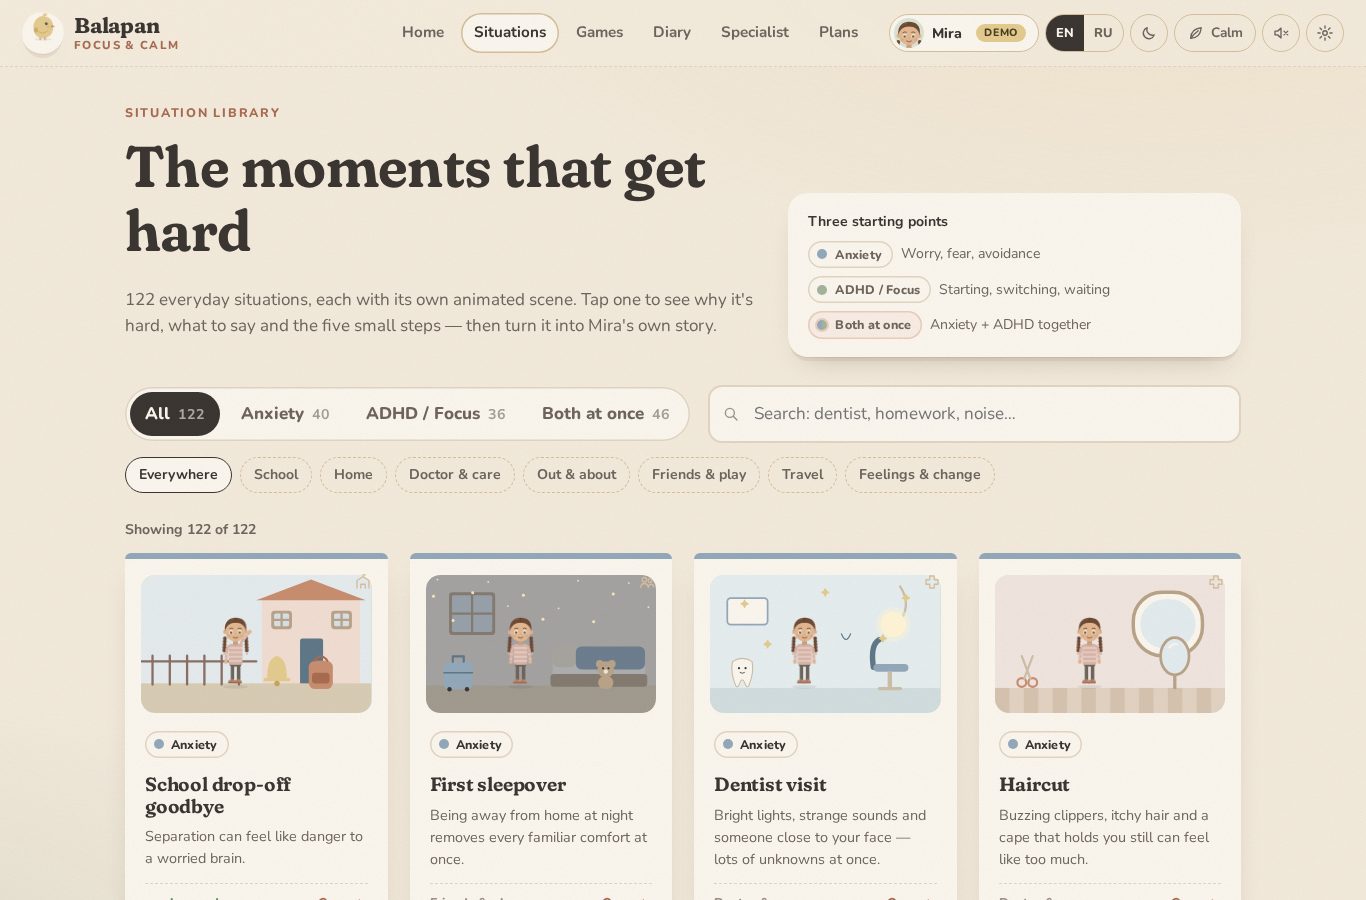 Balapan
FOCUS & CALM
Home
Situations
Games
Diary
Specialist
Plans
Mira
DEMO
EN
RU
Calm
SITUATION LIBRARY
The moments that get
hard
122 everyday situations, each with its own animated scene. Tap one to see why it's
hard, what to say and the five small steps — then turn it into Mira's own story.
Three starting points
Anxiety
Worry, fear, avoidance
ADHD / Focus
Starting, switching, waiting
Both at once
Anxiety + ADHD together
All 122
Anxiety 40
ADHD / Focus 36
Both at once 46
Search: dentist, homework, noise...
Everywhere
School
Home
Doctor & care
Out & about
Friends & play
Travel
Feelings & change
Showing 122 of 122
Anxiety
School drop-off
goodbye
Separation can feel like danger to
a worried brain.
Anxiety
First sleepover
Being away from home at night
removes every familiar comfort at
once.
Anxiety
Dentist visit
Bright lights, strange sounds and
someone close to your face —
lots of unknowns at once.
Anxiety
Haircut
Buzzing clippers, itchy hair and a
cape that holds you still can feel
like too much.